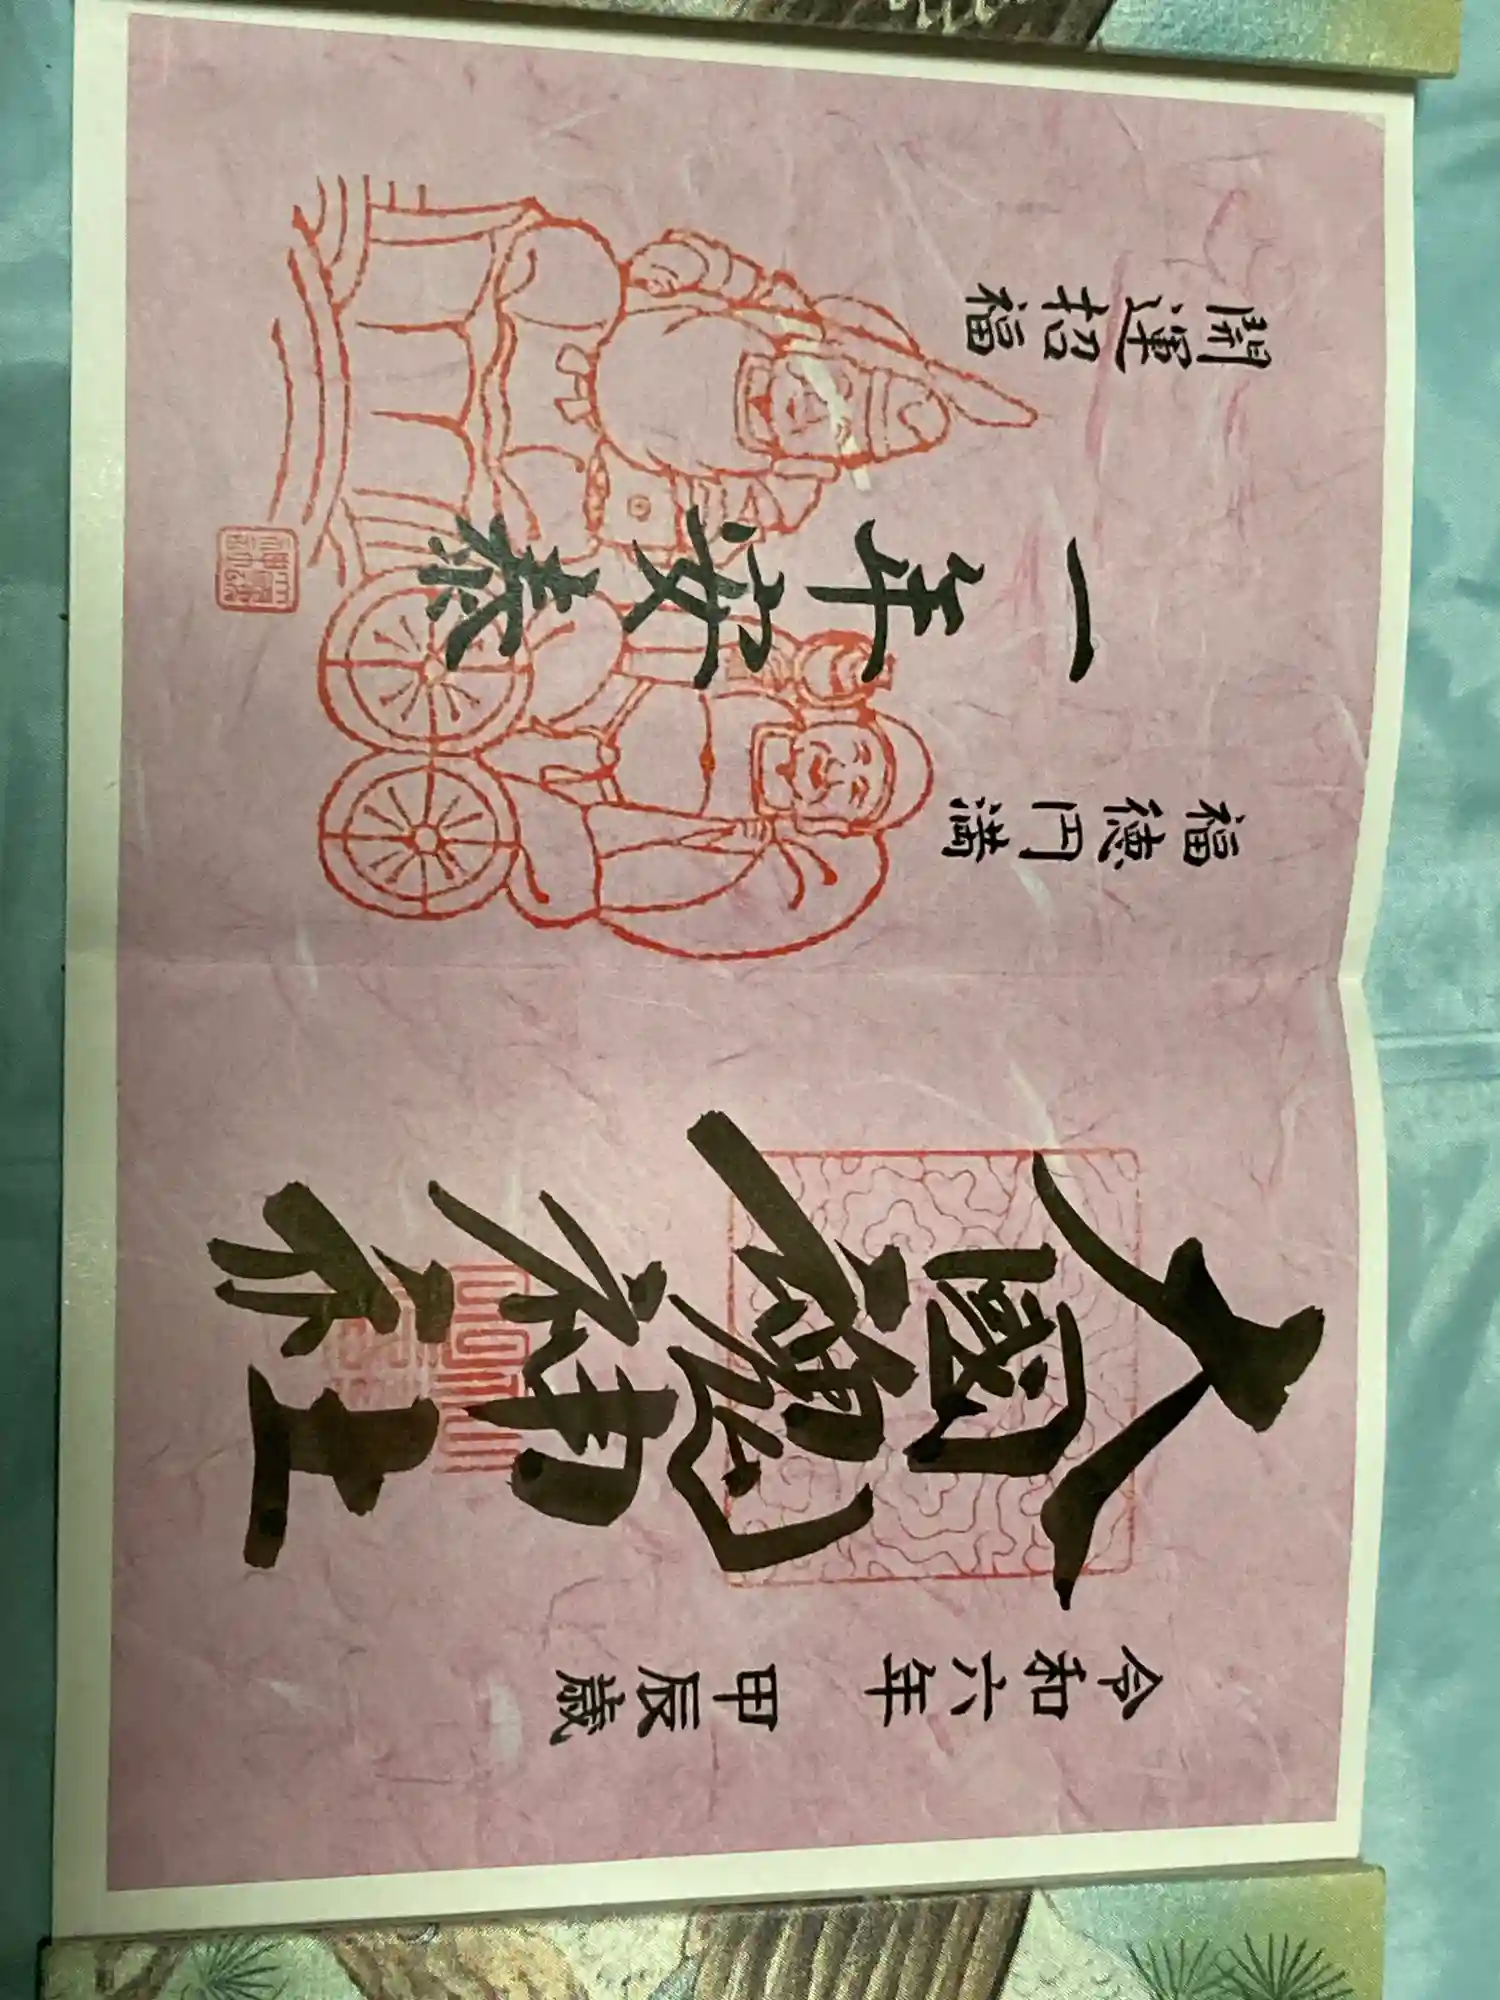 令和六年 甲辰歳
大國魂神社
福徳円満
一年安泰
開運招福